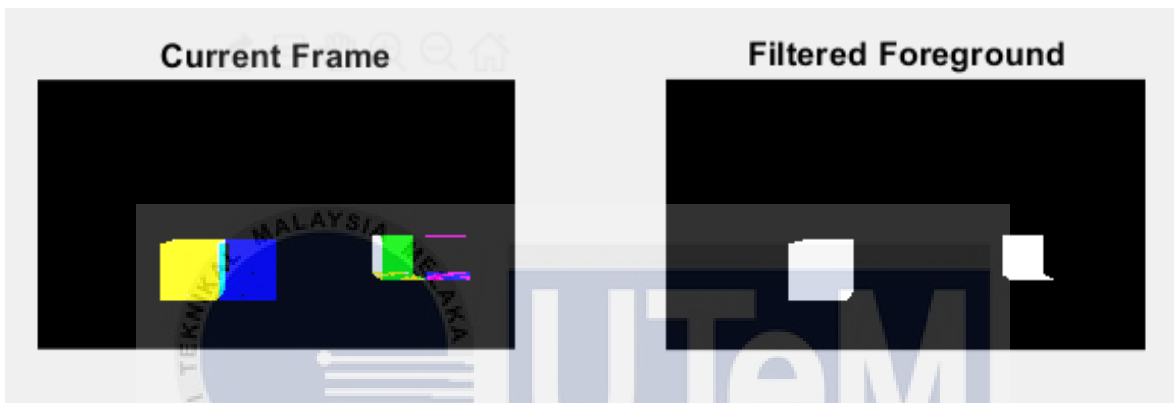 Current Frame
Filtered Foreground
TEKNIKAL MALAYSIA MELAKA
UTeM